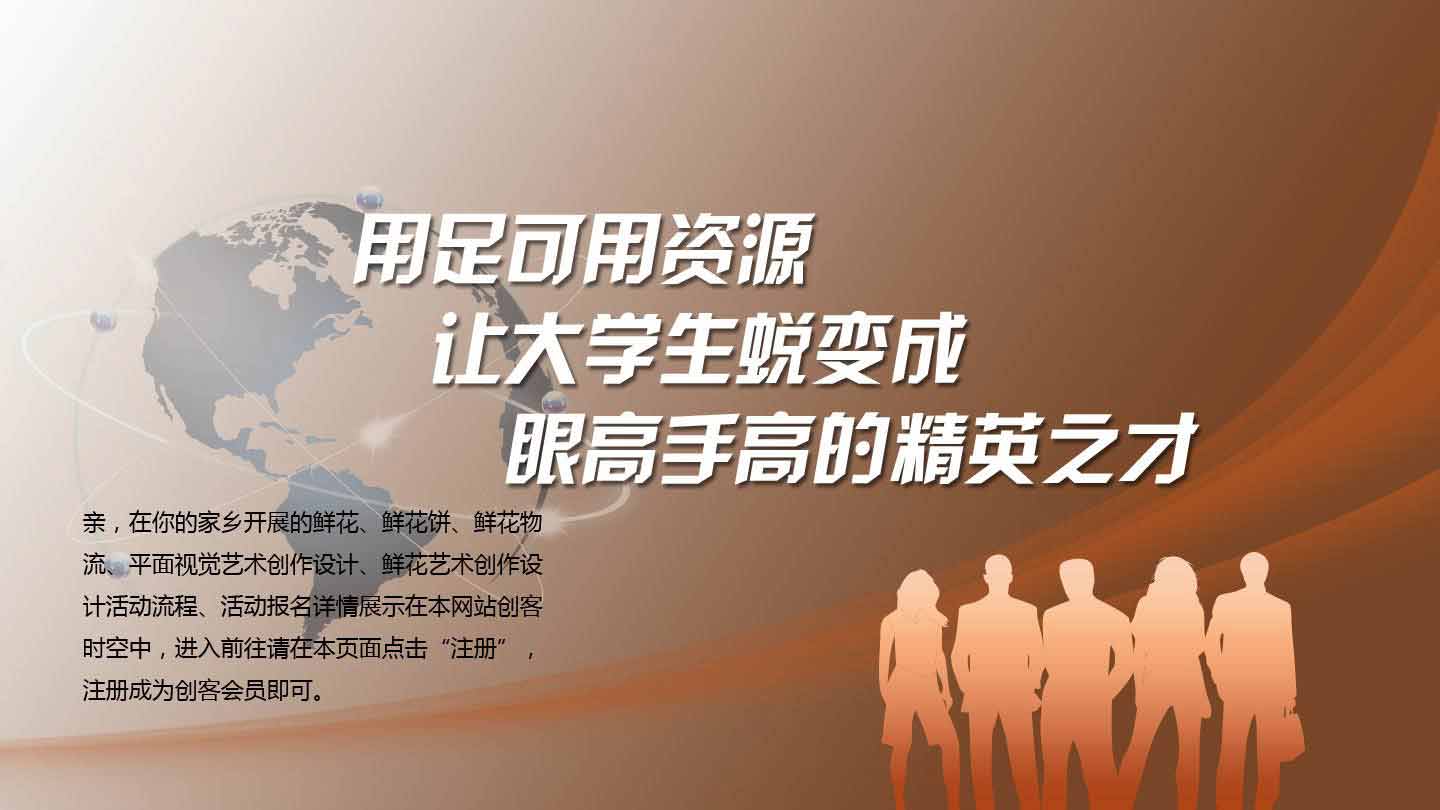 用足可用资源
让大学生蜕变成
眼高手高的精英之才
亲，在你的家乡开展的鲜花、鲜花饼、鲜花物
流、平面视觉艺术创作设计、鲜花艺术创作设
计活动流程、活动报名详情展示在本网站创客
时空中，进入前往请在本页面点击“注册”，
注册成为创客会员即可。